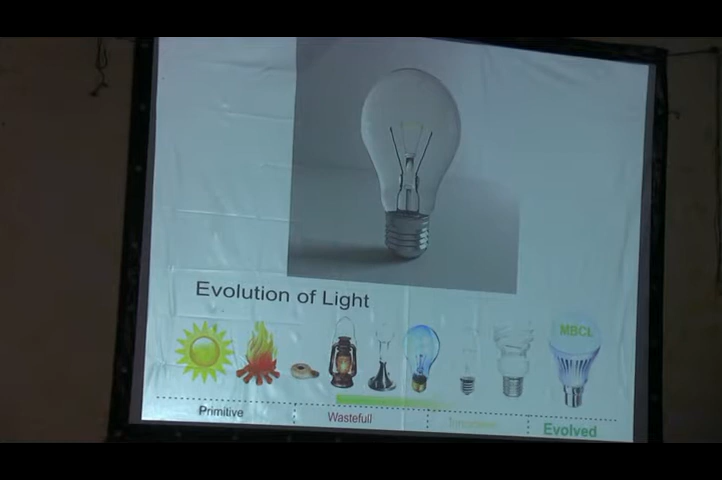 Evolution of Light
MBCL
Primitive
Wastefull
Evolved